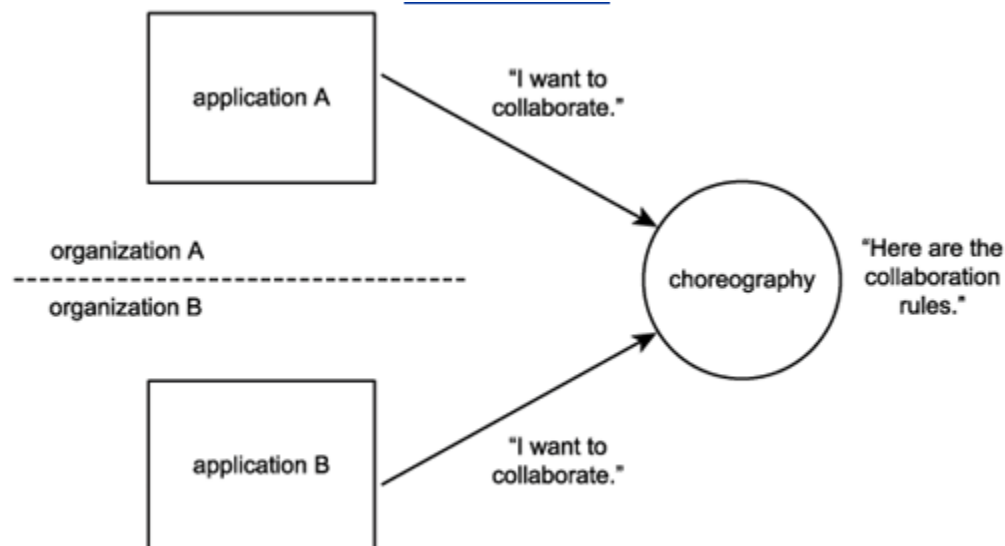 application A
"I want to
collaborate."
organization A
organization B
choreography
"Here are the
collaboration
rules."
application B
"I want to
collaborate."